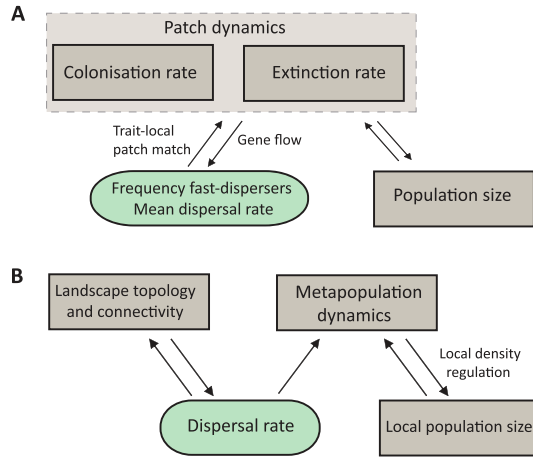 A
Patch dynamics
Colonisation rate
Extinction rate
Trait-local
patch match
Gene flow
Frequency fast-dispersers
Mean dispersal rate
Population size
B
Landscape topology
and connectivity
Metapopulation
dynamics
Local density
regulation
Dispersal rate
Local population size